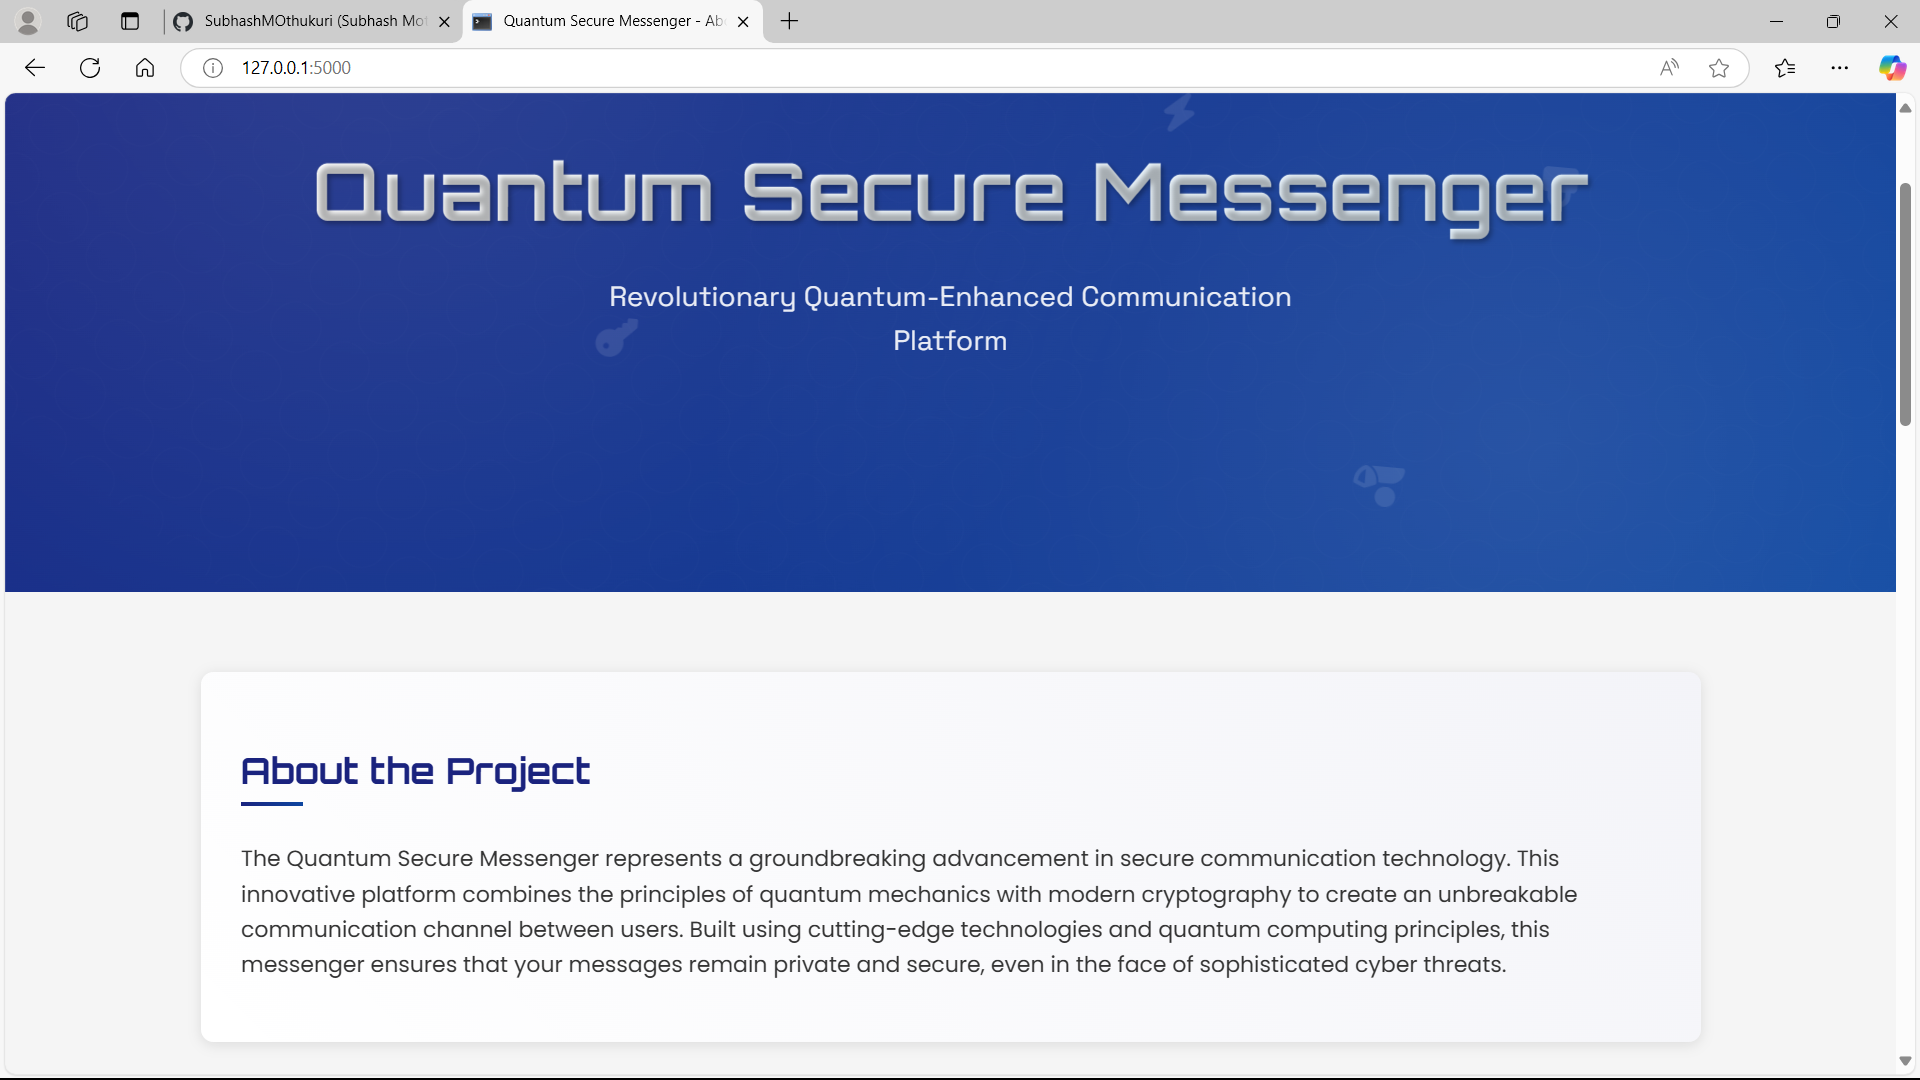 SubhashMOthukuri (Subhash Mot
Quantum Secure Messenger - Abo
127.0.0.1:5000
Quantum Secure Messenger
Revolutionary Quantum-Enhanced Communication
Platform
About the Project
The Quantum Secure Messenger represents a groundbreaking advancement in secure communication technology. This
innovative platform combines the principles of quantum mechanics with modern cryptography to create an unbreakable
communication channel between users. Built using cutting-edge technologies and quantum computing principles, this
messenger ensures that your messages remain private and secure, even in the face of sophisticated cyber threats.